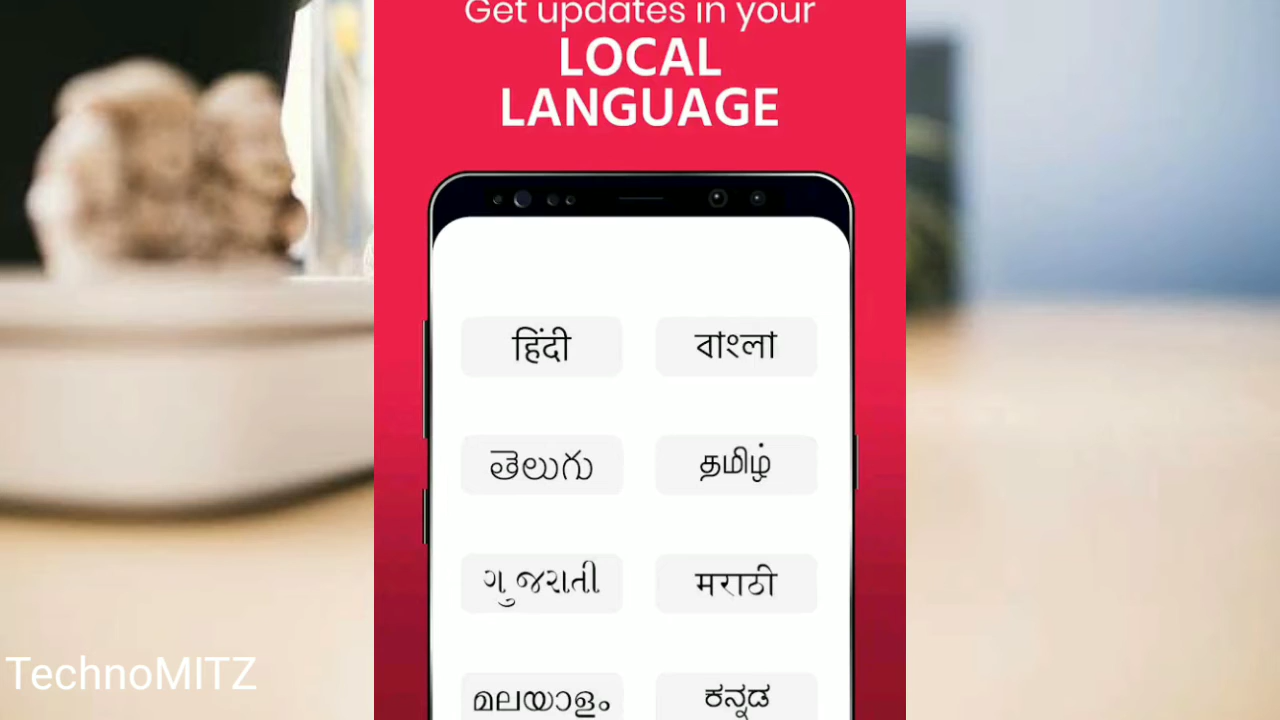 Get updates in your
LOCAL
LANGUAGE
हिंदी
বাংলা
తెలుగు
தமிழ்
ગુજરાતી
मराठी
മലയാളം
ಕನ್ನಡ
TechnoMITZ